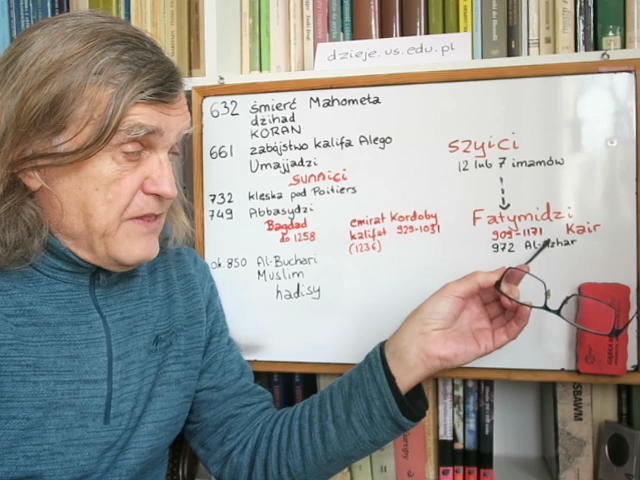 dzieje.us.edu.pl
632 śmierć Mahometa
dżihad
KORAN
661 zabójstwo kalifa Alego
Umajjadzi
sunnici
732 klęska pod Poitiers
749 Abbasydzi
Bagdad
do 1258
emirat Kordoby
kalifat 929-1031
(1236)
ok. 850 Al-Buchari
Muslim
hadisy
szyici
12 lub 7 imamów
Fatymidzi
909-1171 Kair
972 Al-Azhar